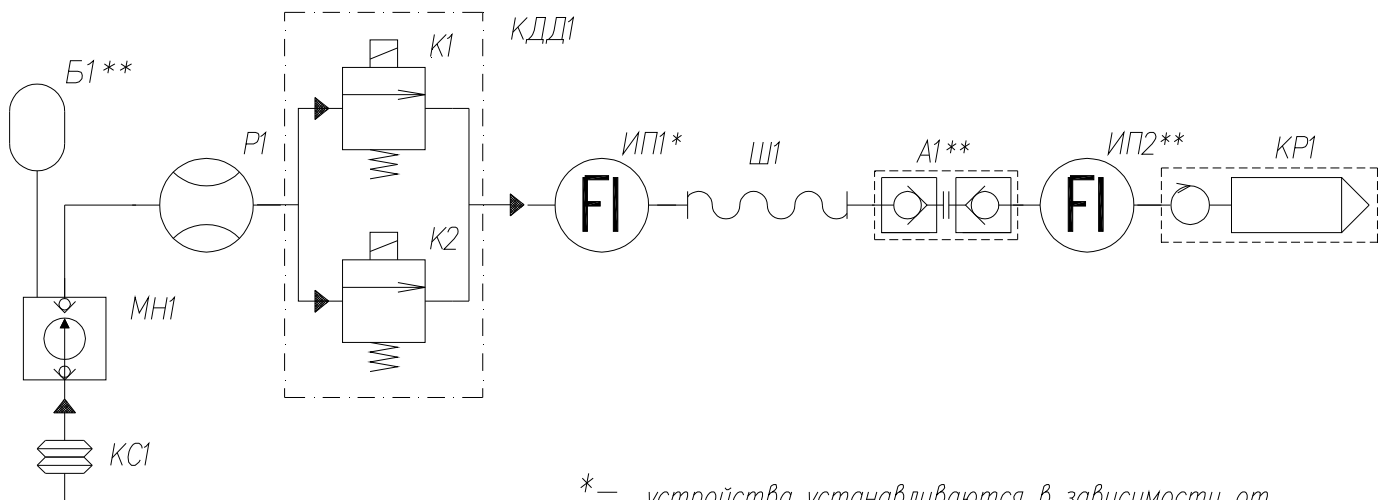 КДД1
К1
Б1**
Р1
ИП1*
Ш1
А1**
ИП2**
КР1
FI
FI
К2
МН1
КС1
*— устройства устанавливаются в зависимости от